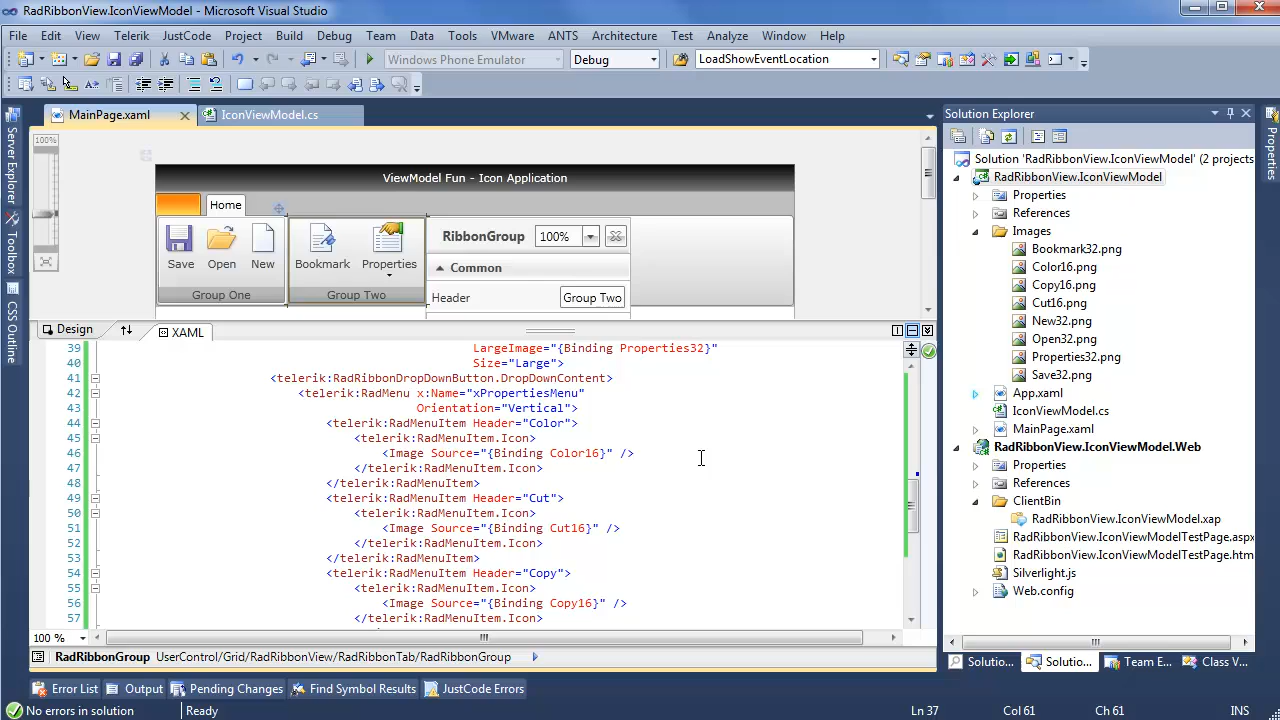 RadRibbonView.IconViewModel - Microsoft Visual Studio
File Edit View Telerik JustCode Project Build Debug Team Data Tools VMware ANTS Architecture Test Analyze Window Help
Windows Phone Emulator Debug LoadShowEventLocation
MainPage.xaml IconViewModel.cs
Server Explorer
Toolbox
CSS Outline
100%
ViewModel Fun - Icon Application
Home
Save Open New
Group One
Bookmark Properties
Group Two
RibbonGroup 100%
Common
Header Group Two
Design XAML
39 LargeImage="{Binding Properties32}"
40 Size="Large">
41 <telerik:RadRibbonDropDownButton.DropDownContent>
42 <telerik:RadMenu x:Name="xPropertiesMenu"
43 Orientation="Vertical">
44 <telerik:RadMenuItem Header="Color">
45 <telerik:RadMenuItem.Icon>
46 <Image Source="{Binding Color16}" />
47 </telerik:RadMenuItem.Icon>
48 </telerik:RadMenuItem>
49 <telerik:RadMenuItem Header="Cut">
50 <telerik:RadMenuItem.Icon>
51 <Image Source="{Binding Cut16}" />
52 </telerik:RadMenuItem.Icon>
53 </telerik:RadMenuItem>
54 <telerik:RadMenuItem Header="Copy">
55 <telerik:RadMenuItem.Icon>
56 <Image Source="{Binding Copy16}" />
57 </telerik:RadMenuItem.Icon>
100 %
RadRibbonGroup UserControl/Grid/RadRibbonView/RadRibbonTab/RadRibbonGroup
Solution Explorer
Solution 'RadRibbonView.IconViewModel' (2 projects
RadRibbonView.IconViewModel
Properties
References
Images
Bookmark32.png
Color16.png
Copy16.png
Cut16.png
New32.png
Open32.png
Properties32.png
Save32.png
App.xaml
IconViewModel.cs
MainPage.xaml
RadRibbonView.IconViewModel.Web
Properties
References
ClientBin
RadRibbonView.IconViewModel.xap
RadRibbonView.IconViewModelTestPage.aspx
RadRibbonView.IconViewModelTestPage.htm
Silverlight.js
Web.config
Solutio... Solutio... Team E... Class V...
Properties
Error List Output Pending Changes Find Symbol Results JustCode Errors
No errors in solution Ready Ln 37 Col 61 Ch 61 INS